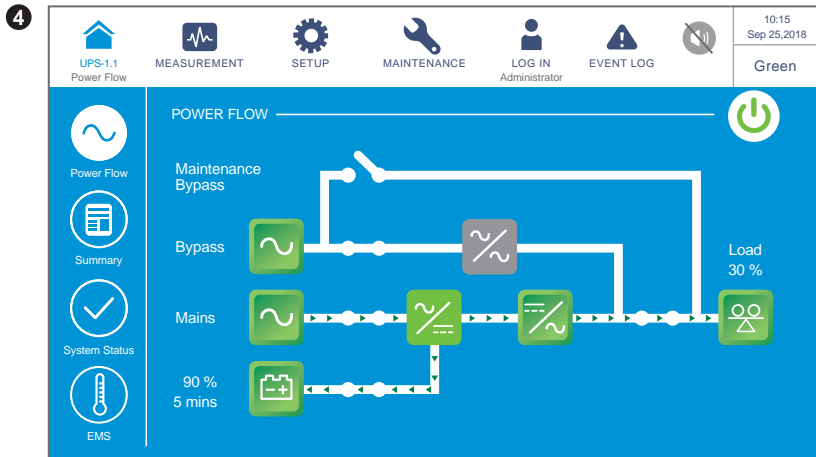 4
10:15
Sep 25,2018
UPS-1.1
MEASUREMENT
SETUP
MAINTENANCE
LOG IN
EVENT LOG
Power Flow
Administrator
Green
POWER FLOW
Power Flow
Maintenance
Bypass
Summary
Bypass
Load
30 %
Mains
System Status
90 %
5 mins
EMS